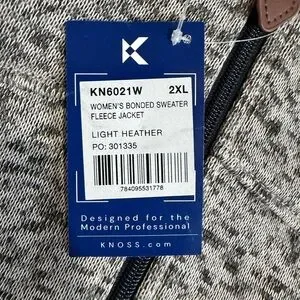 K
KN6021W 2XL
WOMEN'S BONDED SWEATER
FLEECE JACKET
LIGHT HEATHER
PO: 301335
784095531778
Designed for the
Modern Professional
KNOSS.com